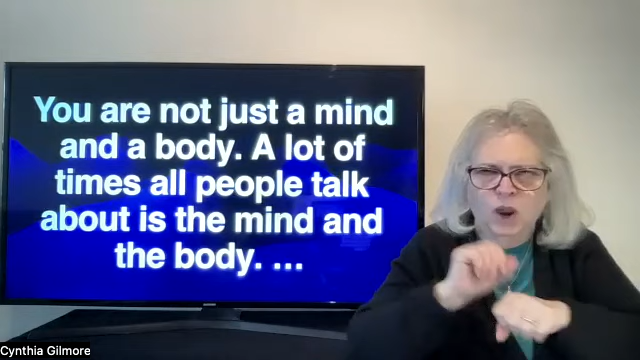 You are not just a mind
and a body. A lot of
times all people talk
about is the mind and
the body. ...
Cynthia Gilmore